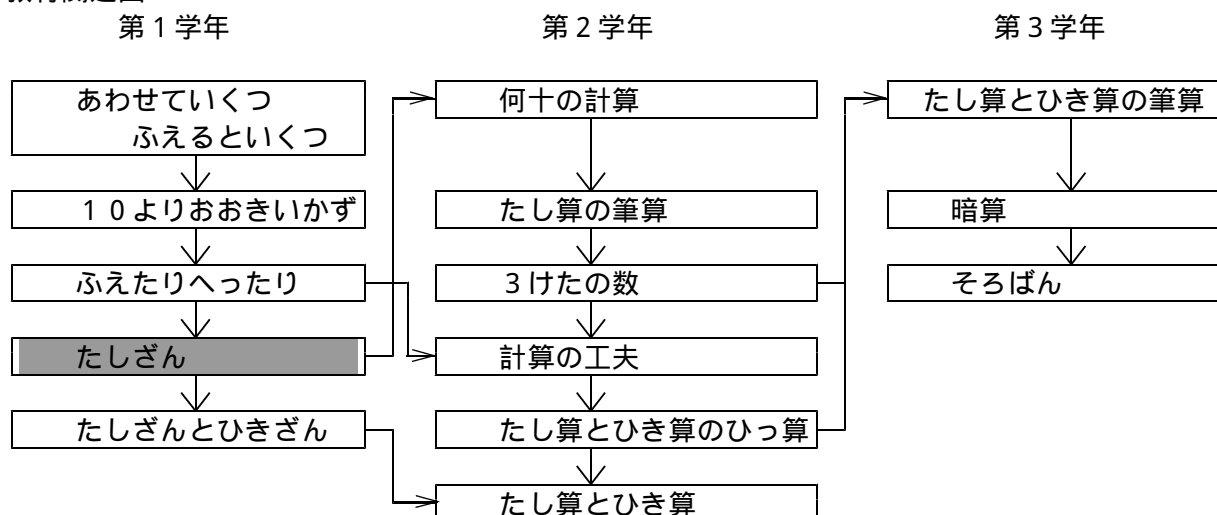 第1学年
第2学年
第3学年
あわせていくつ
ふえるといくつ
１０よりおおきいかず
ふえたりへったり
たしざん
たしざんとひきざん
何十の計算
たし算の筆算
３けたの数
計算の工夫
たし算とひき算のひっ算
たし算とひき算
たし算とひき算の筆算
暗算
そろばん